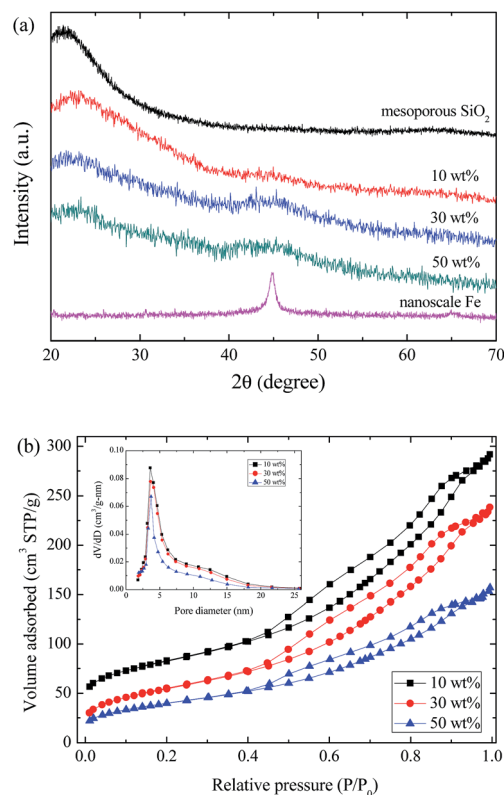 (a)
Intensity (a.u.)
mesoporous SiO₂
10 wt%
30 wt%
50 wt%
nanoscale Fe
20 30 40 50 60 70
2θ (degree)
(b)
Volume adsorbed (cm³ STP/g)
300
250
200
150
100
50
0
dV/dD (cm³/g-nm)
0.10
0.08
0.06
0.04
0.02
0.00
10 wt%
30 wt%
50 wt%
0 5 10 15 20 25
Pore diameter (nm)
10 wt%
30 wt%
50 wt%
0.0 0.2 0.4 0.6 0.8 1.0
Relative pressure (P/P₀)